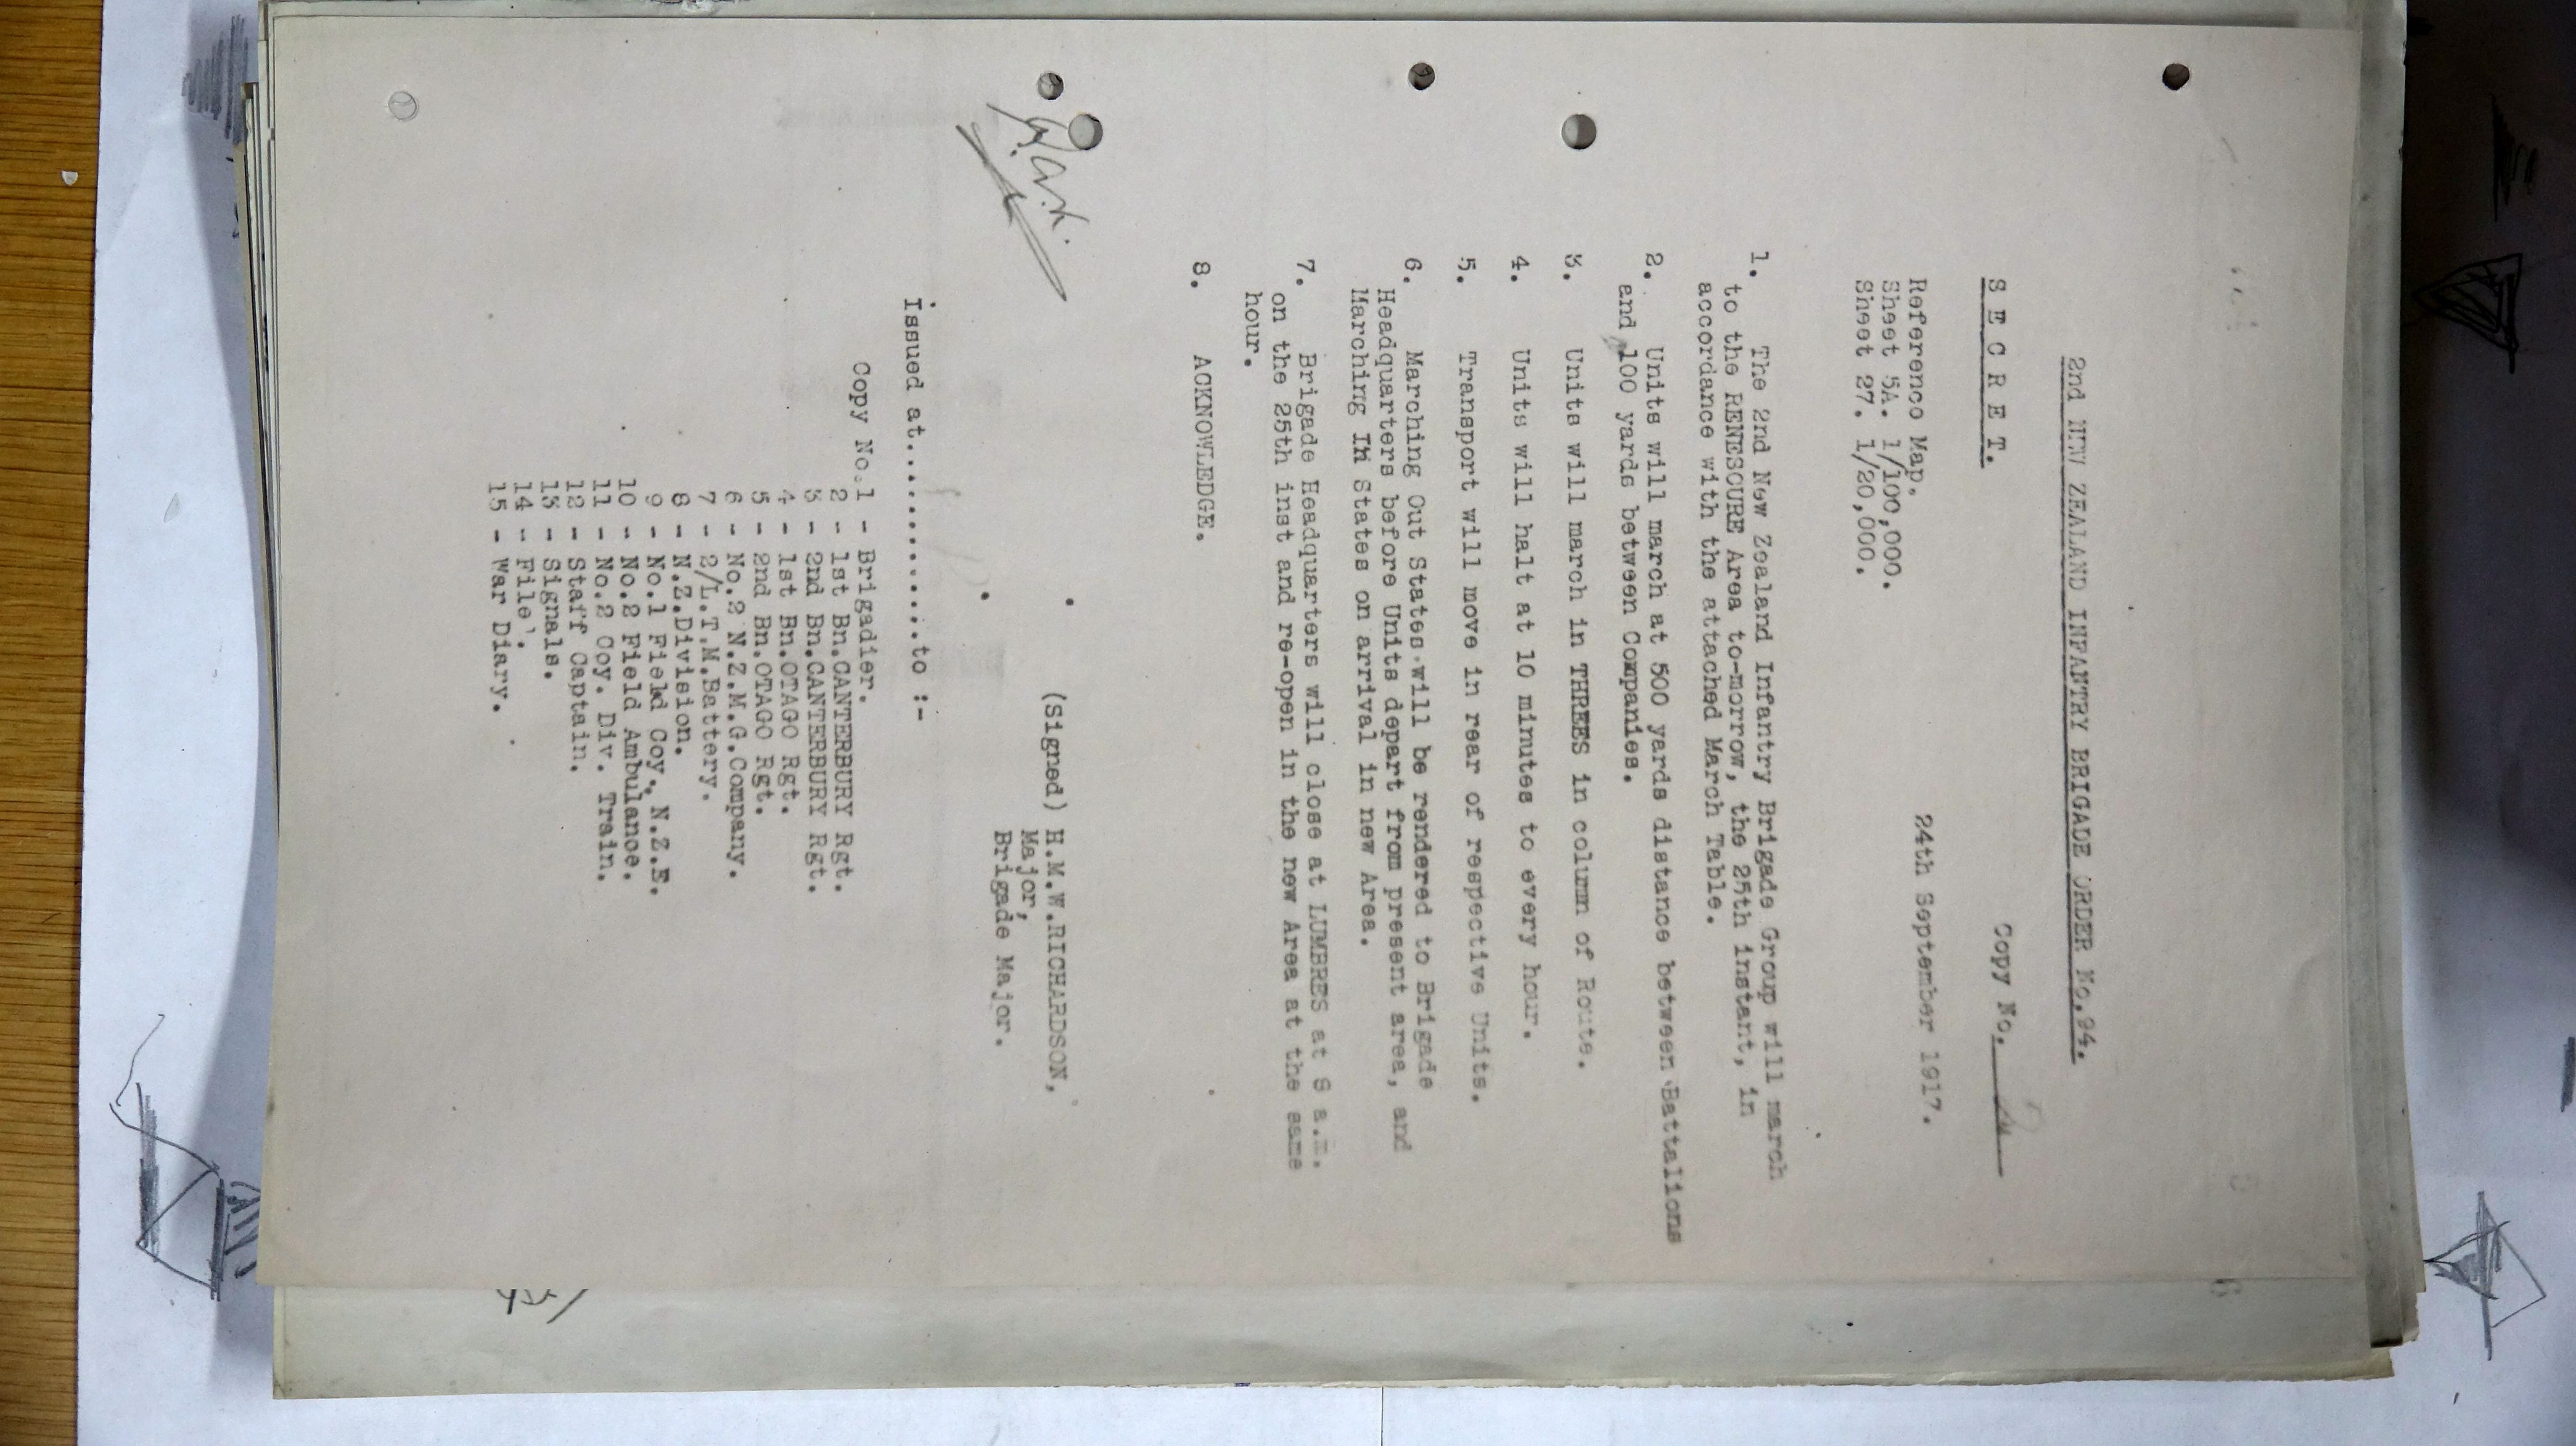 2nd NEW ZEALAND INFANTRY BRIGADE ORDER No.94.
S E C R E T.
Copy No.
Reference Map.
Sheet 5A. 1/100,000.
Sheet 27. 1/20,000.
24th September 1917.
1. The 2nd New Zealand Infantry Brigade Group will march
to the RENESCURE Area to-morrow, the 25th instant, in
accordance with the attached March Table.
2. Units will march at 500 yards distance between Battalions
and 100 yards between Companies.
3. Units will march in THREES in column of Route.
4. Units will halt at 10 minutes to every hour.
5. Transport will move in rear of respective Units.
6. Marching Out States will be rendered to Brigade
Headquarters before Units depart from present area, and
Marching In States on arrival in new Area.
7. Brigade Headquarters will close at LUMBRES at 8 a.m.
on the 25th inst and re-open in the new Area at the same
hour.
8. ACKNOWLEDGE.
(Signed) H.M.W.RICHARDSON,
Major,
Brigade Major.
Issued at...............to :-
Copy No.1 - Brigadier.
2 - 1st Bn.CANTERBURY Rgt.
3 - 2nd Bn.CANTERBURY Rgt.
4 - 1st Bn.OTAGO Rgt.
5 - 2nd Bn.OTAGO Rgt.
6 - No.2 N.Z.M.G.Company.
7 - 2/L.T.M.Battery.
8 - N.Z.Division.
9 - No.1 Field Coy., N.Z.E.
10 - No.2 Field Ambulance.
11 - No.2 Coy. Div. Train.
12 - Staff Captain.
13 - Signals.
14 - File.
15 - War Diary.